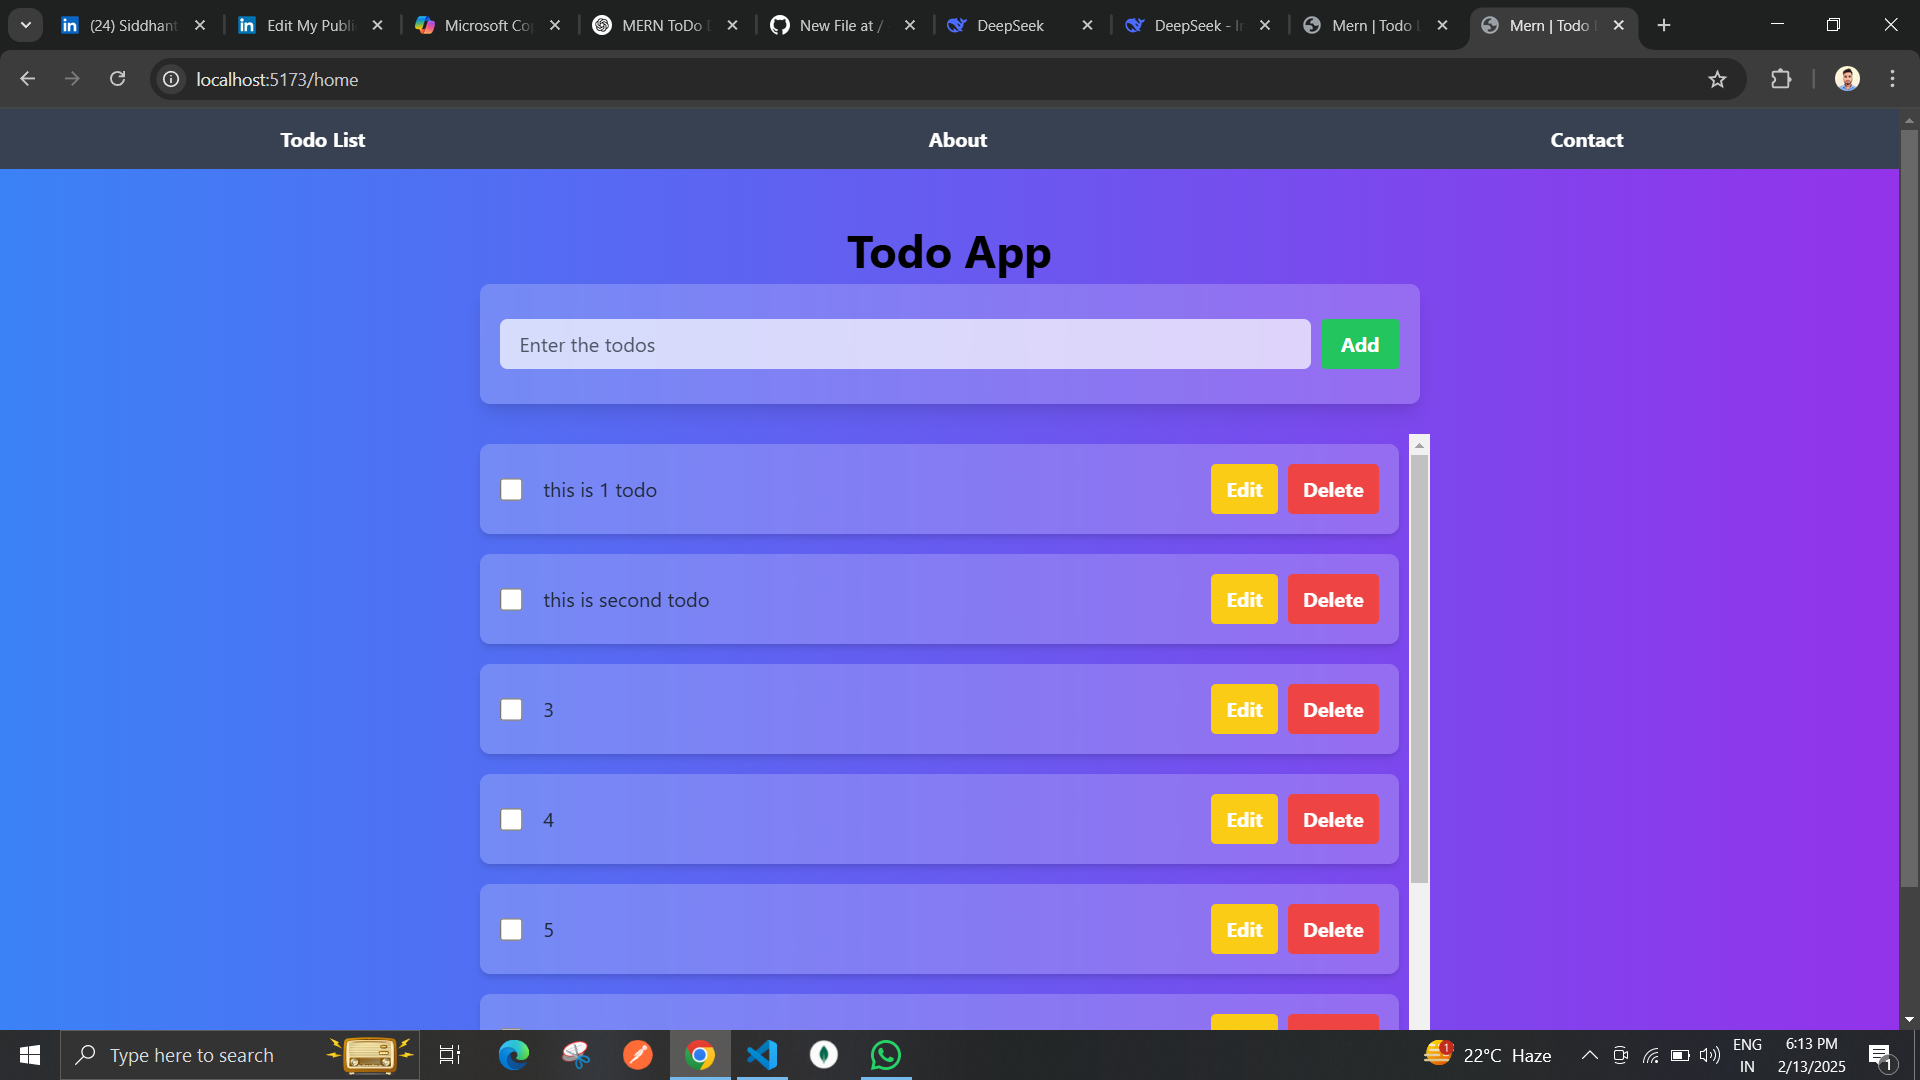 (24) Siddhant
Edit My Publi
Microsoft Co
MERN ToDo
New File at /
DeepSeek
DeepSeek - I
Mern | Todo
Mern | Todo
localhost:5173/home
Todo List
About
Contact
Todo App
Enter the todos
Add
this is 1 todo
Edit
Delete
this is second todo
Edit
Delete
3
Edit
Delete
4
Edit
Delete
5
Edit
Delete
Type here to search
1
22°C Haze
ENG
IN
6:13 PM
2/13/2025
1